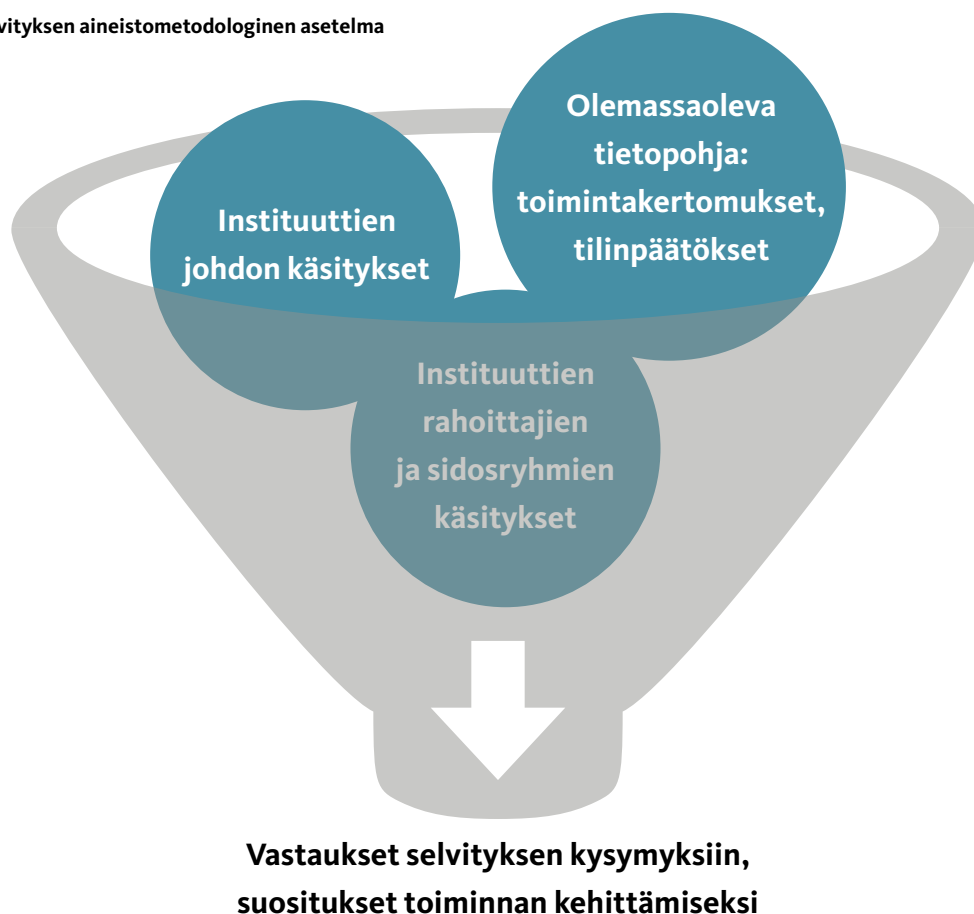 vityksen aineistometodologinen asetelma
Olemassaoleva
tietopohja:
toimintakertomukset,
tilinpäätökset
Instituuttien
johdon käsitykset
Instituuttien
rahoittajien
ja sidosryhmien
käsitykset
Vastaukset selvityksen kysymyksiin,
suositukset toiminnan kehittämiseksi